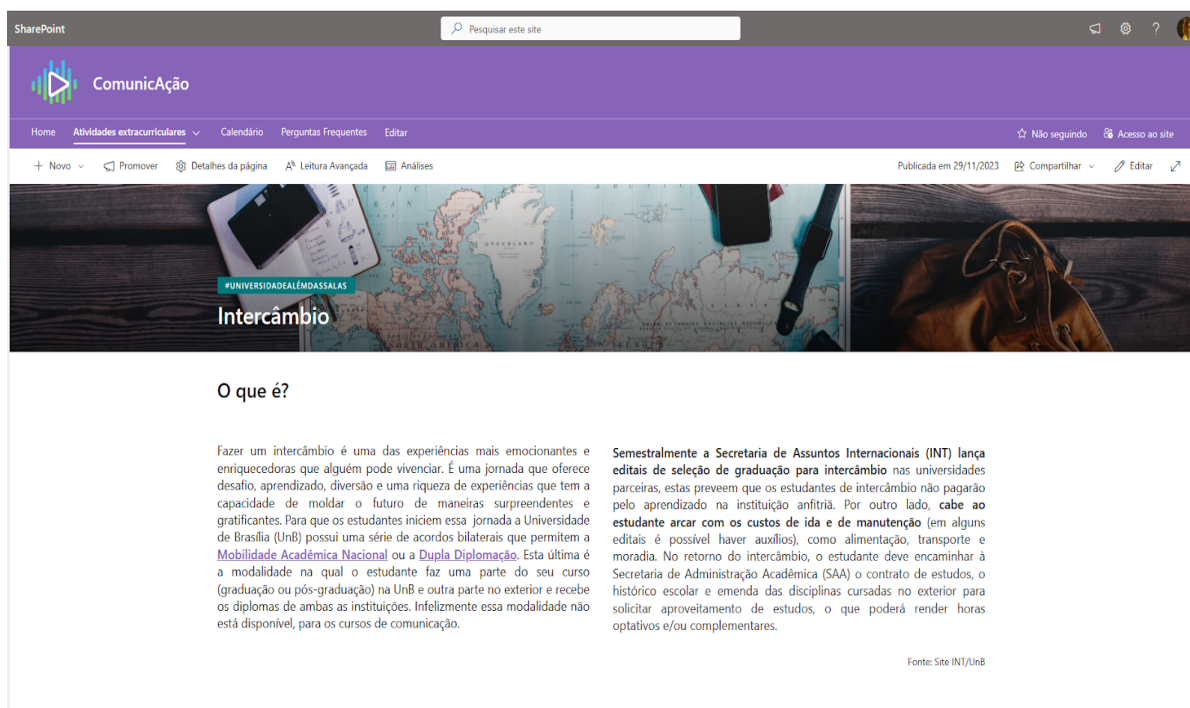 SharePoint
Pesquisar este site
?
ComunicAção
Home
Atividades extracurriculares
Calendário
Perguntas Frequentes
Editar
Não seguindo
Acesso ao site
Novo
Promover
Detalhes da página
Leitura Avançada
Análises
Publicada em 29/11/2023
Compartilhar
Editar
#UNIVERSIDADEALÉMDASSALAS
Intercâmbio
NORTH AMERICA
EUROPE
O que é?
Fazer um intercâmbio é uma das experiências mais emocionantes e
enriquecedoras que alguém pode vivenciar. É uma jornada que oferece
desafio, aprendizado, diversão e uma riqueza de experiências que tem a
capacidade de moldar o futuro de maneiras surpreendentes e
gratificantes. Para que os estudantes iniciem essa jornada a Universidade
de Brasília (UnB) possui uma série de acordos bilaterais que permitem a
Mobilidade Acadêmica Nacional ou a Dupla Diplomação. Esta última é
a modalidade na qual o estudante faz uma parte do seu curso
(graduação ou pós-graduação) na UnB e outra parte no exterior e recebe
os diplomas de ambas as instituições. Infelizmente essa modalidade não
está disponível, para os cursos de comunicação.
Semestralmente a Secretaria de Assuntos Internacionais (INT) lança
editais de seleção de graduação para intercâmbio nas universidades
parceiras, estas preveem que os estudantes de intercâmbio não pagarão
pelo aprendizado na instituição anfitriã. Por outro lado, cabe ao
estudante arcar com os custos de ida e de manutenção (em alguns
editais é possível haver auxílios), como alimentação, transporte e
moradia. No retorno do intercâmbio, o estudante deve encaminhar à
Secretaria de Administração Acadêmica (SAA) o contrato de estudos, o
histórico escolar e emenda das disciplinas cursadas no exterior para
solicitar aproveitamento de estudos, o que poderá render horas
optativos e/ou complementares.
Fonte: Site INT/UnB